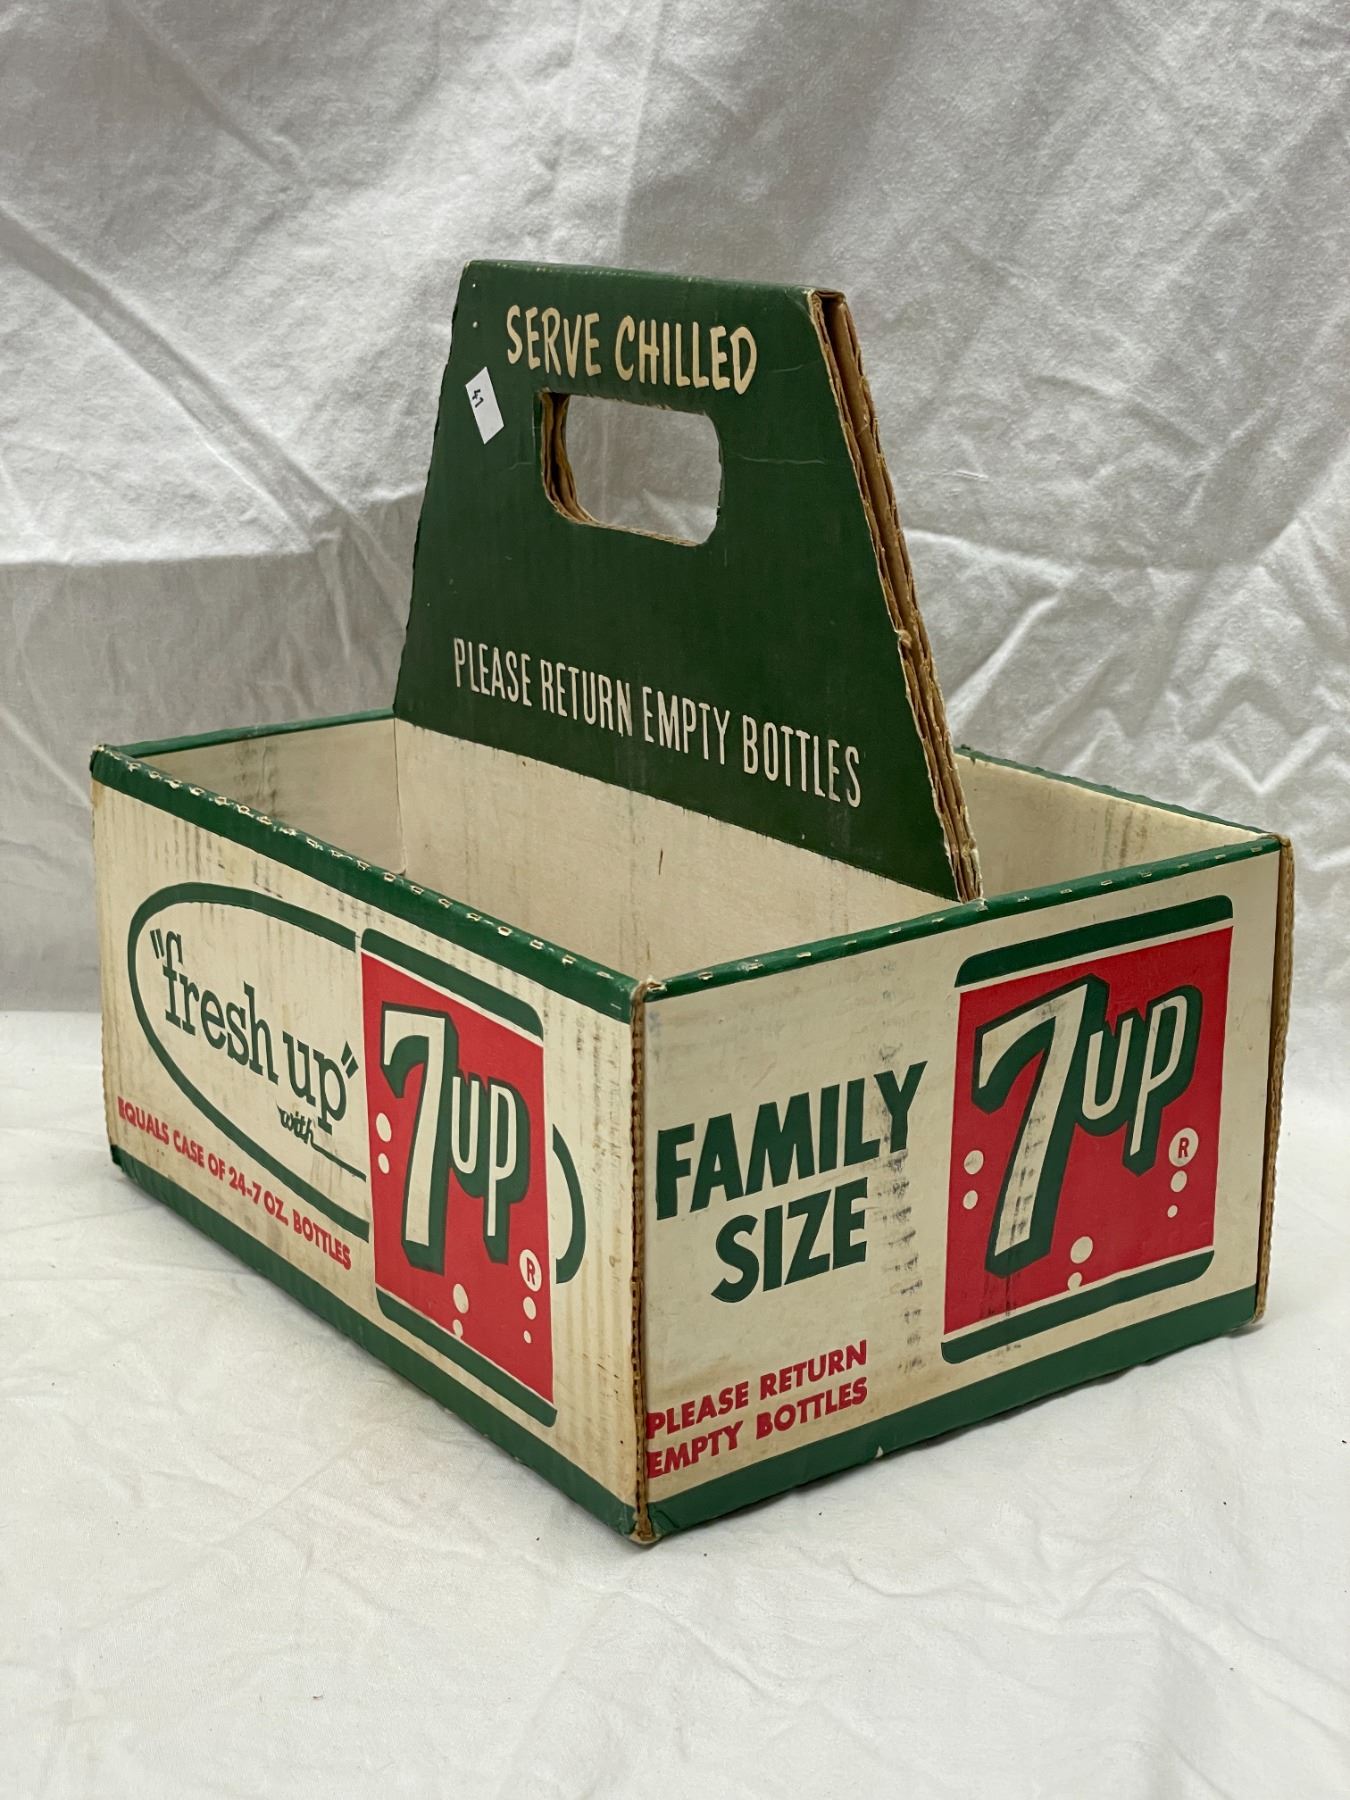 SERVE CHILLED
47
PLEASE RETURN EMPTY BOTTLES
"fresh up"
with
7UP
R
EQUALS CASE OF 24-7 OZ. BOTTLES
FAMILY
SIZE
7UP
R
PLEASE RETURN
EMPTY BOTTLES